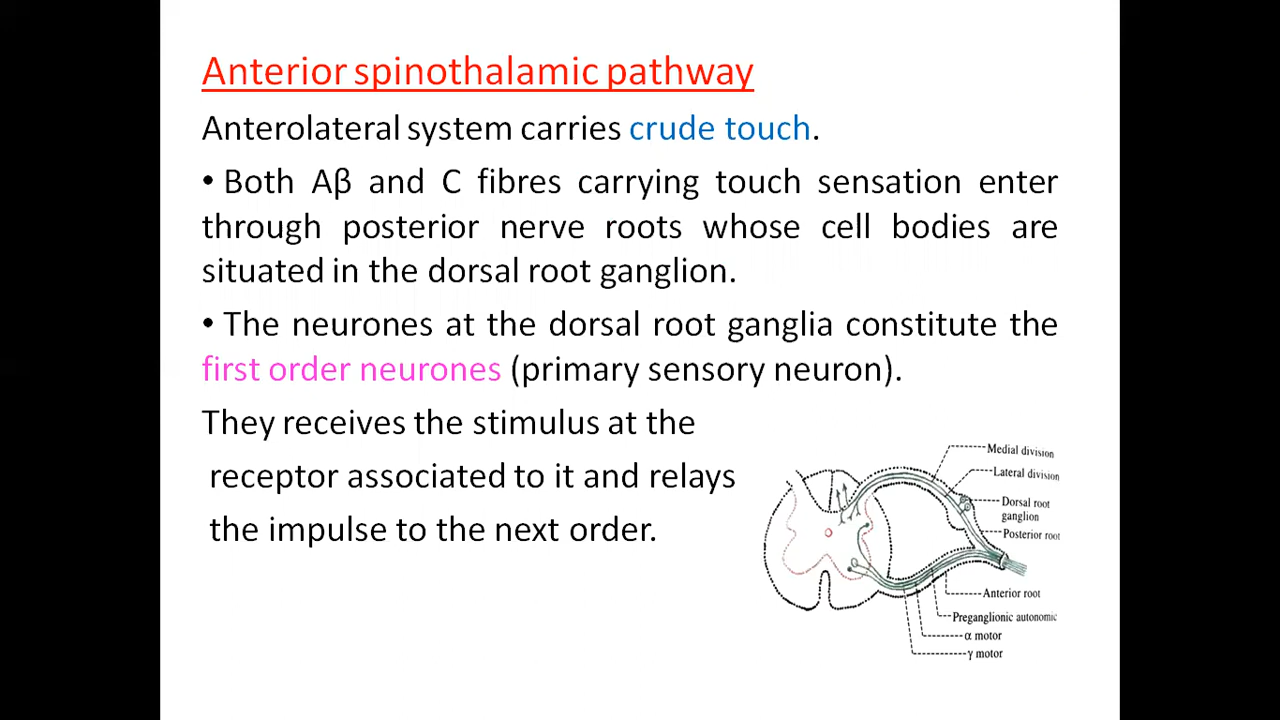 Anterior spinothalamic pathway
Anterolateral system carries crude touch.
• Both Aβ and C fibres carrying touch sensation enter
through posterior nerve roots whose cell bodies are
situated in the dorsal root ganglion.
• The neurones at the dorsal root ganglia constitute the
first order neurones (primary sensory neuron).
They receives the stimulus at the
receptor associated to it and relays
the impulse to the next order.
Medial division
Lateral division
Dorsal root
ganglion
Posterior root
Anterior root
Preganglionic autonomic
α motor
γ motor